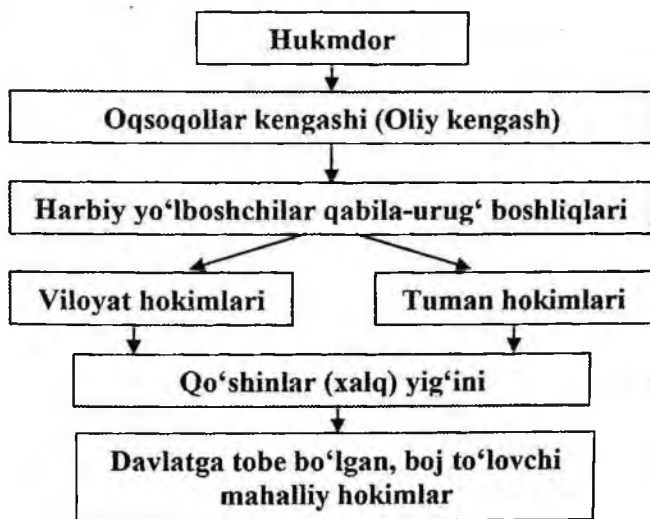 Hukmdor
Oqsoqollar kengashi (Oliy kengash)
Harbiy yo‘lboshchilar qabila-urug‘ boshliqlari
Viloyat hokimlari
Tuman hokimlari
Qo‘shinlar (xalq) yig‘ini
Davlatga tobe bo‘lgan, boj to‘lovchi
mahalliy hokimlar